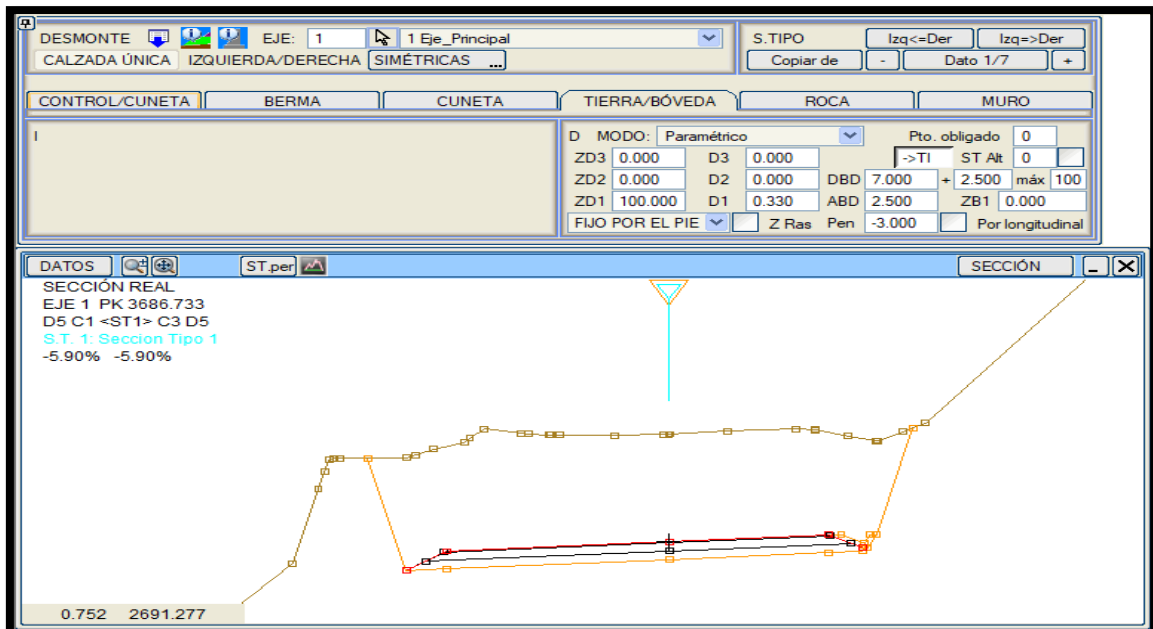 DESMONTE EJE: 1 1 Eje_Principal S.TIPO Izq<=Der Izq=>Der
CALZADA ÚNICA IZQUIERDA/DERECHA SIMÉTRICAS ... Copiar de - Dato 1/7 +
CONTROL/CUNETA BERMA CUNETA TIERRA/BÓVEDA ROCA MURO
I
D MODO: Paramétrico Pto. obligado 0
ZD3 0.000 D3 0.000 ->TI ST Alt 0
ZD2 0.000 D2 0.000 DBD 7.000 + 2.500 máx 100
ZD1 100.000 D1 0.330 ABD 2.500 ZB1 0.000
FIJO POR EL PIE Z Ras Pen -3.000 Por longitudinal
DATOS ST.per SECCIÓN
SECCIÓN REAL
EJE 1 PK 3686.733
D5 C1 <ST1> C3 D5
S.T. 1: Seccion Tipo 1
-5.90% -5.90%
0.752 2691.277